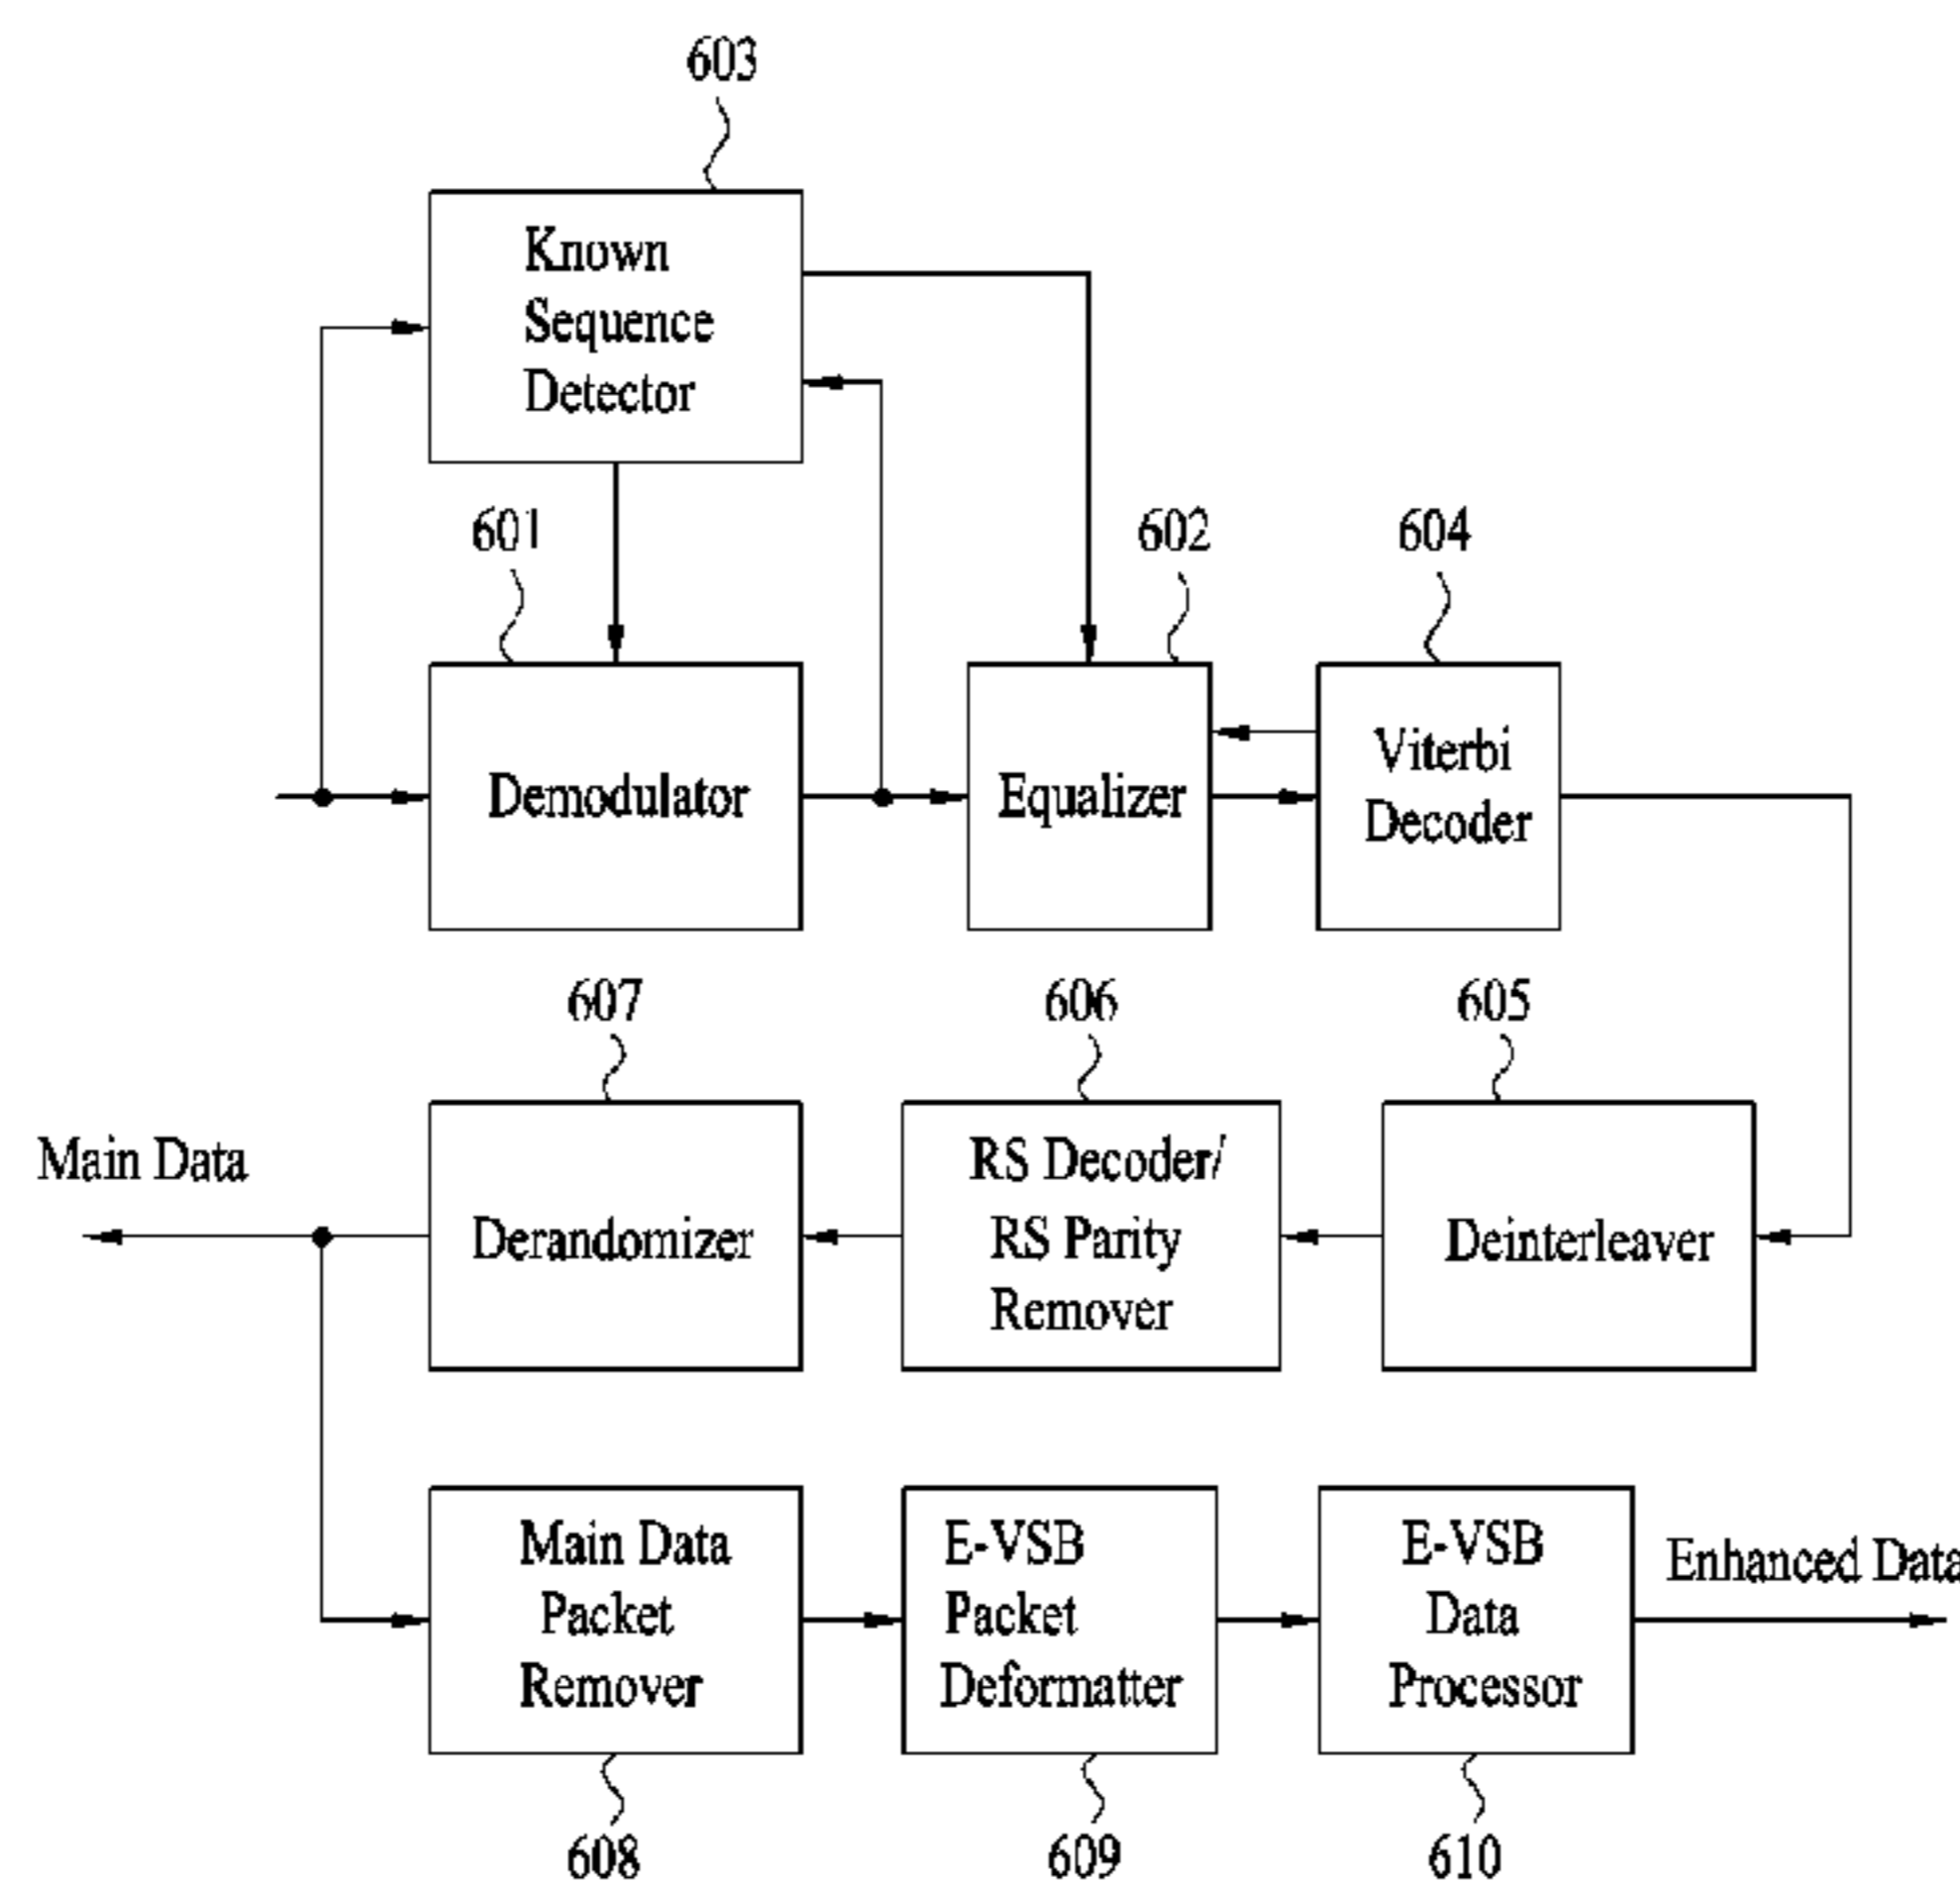 603
Known
Sequence
Detector
601
602
604
Demodulator
Equalizer
Viterbi
Decoder
607
606
605
Main Data
Derandomizer
RS Decoder/
RS Parity
Remover
Deinterleaver
Main Data
Packet
Remover
E-VSB
Packet
Deformatter
E-VSB
Data
Processor
Enhanced Data
608
609
610